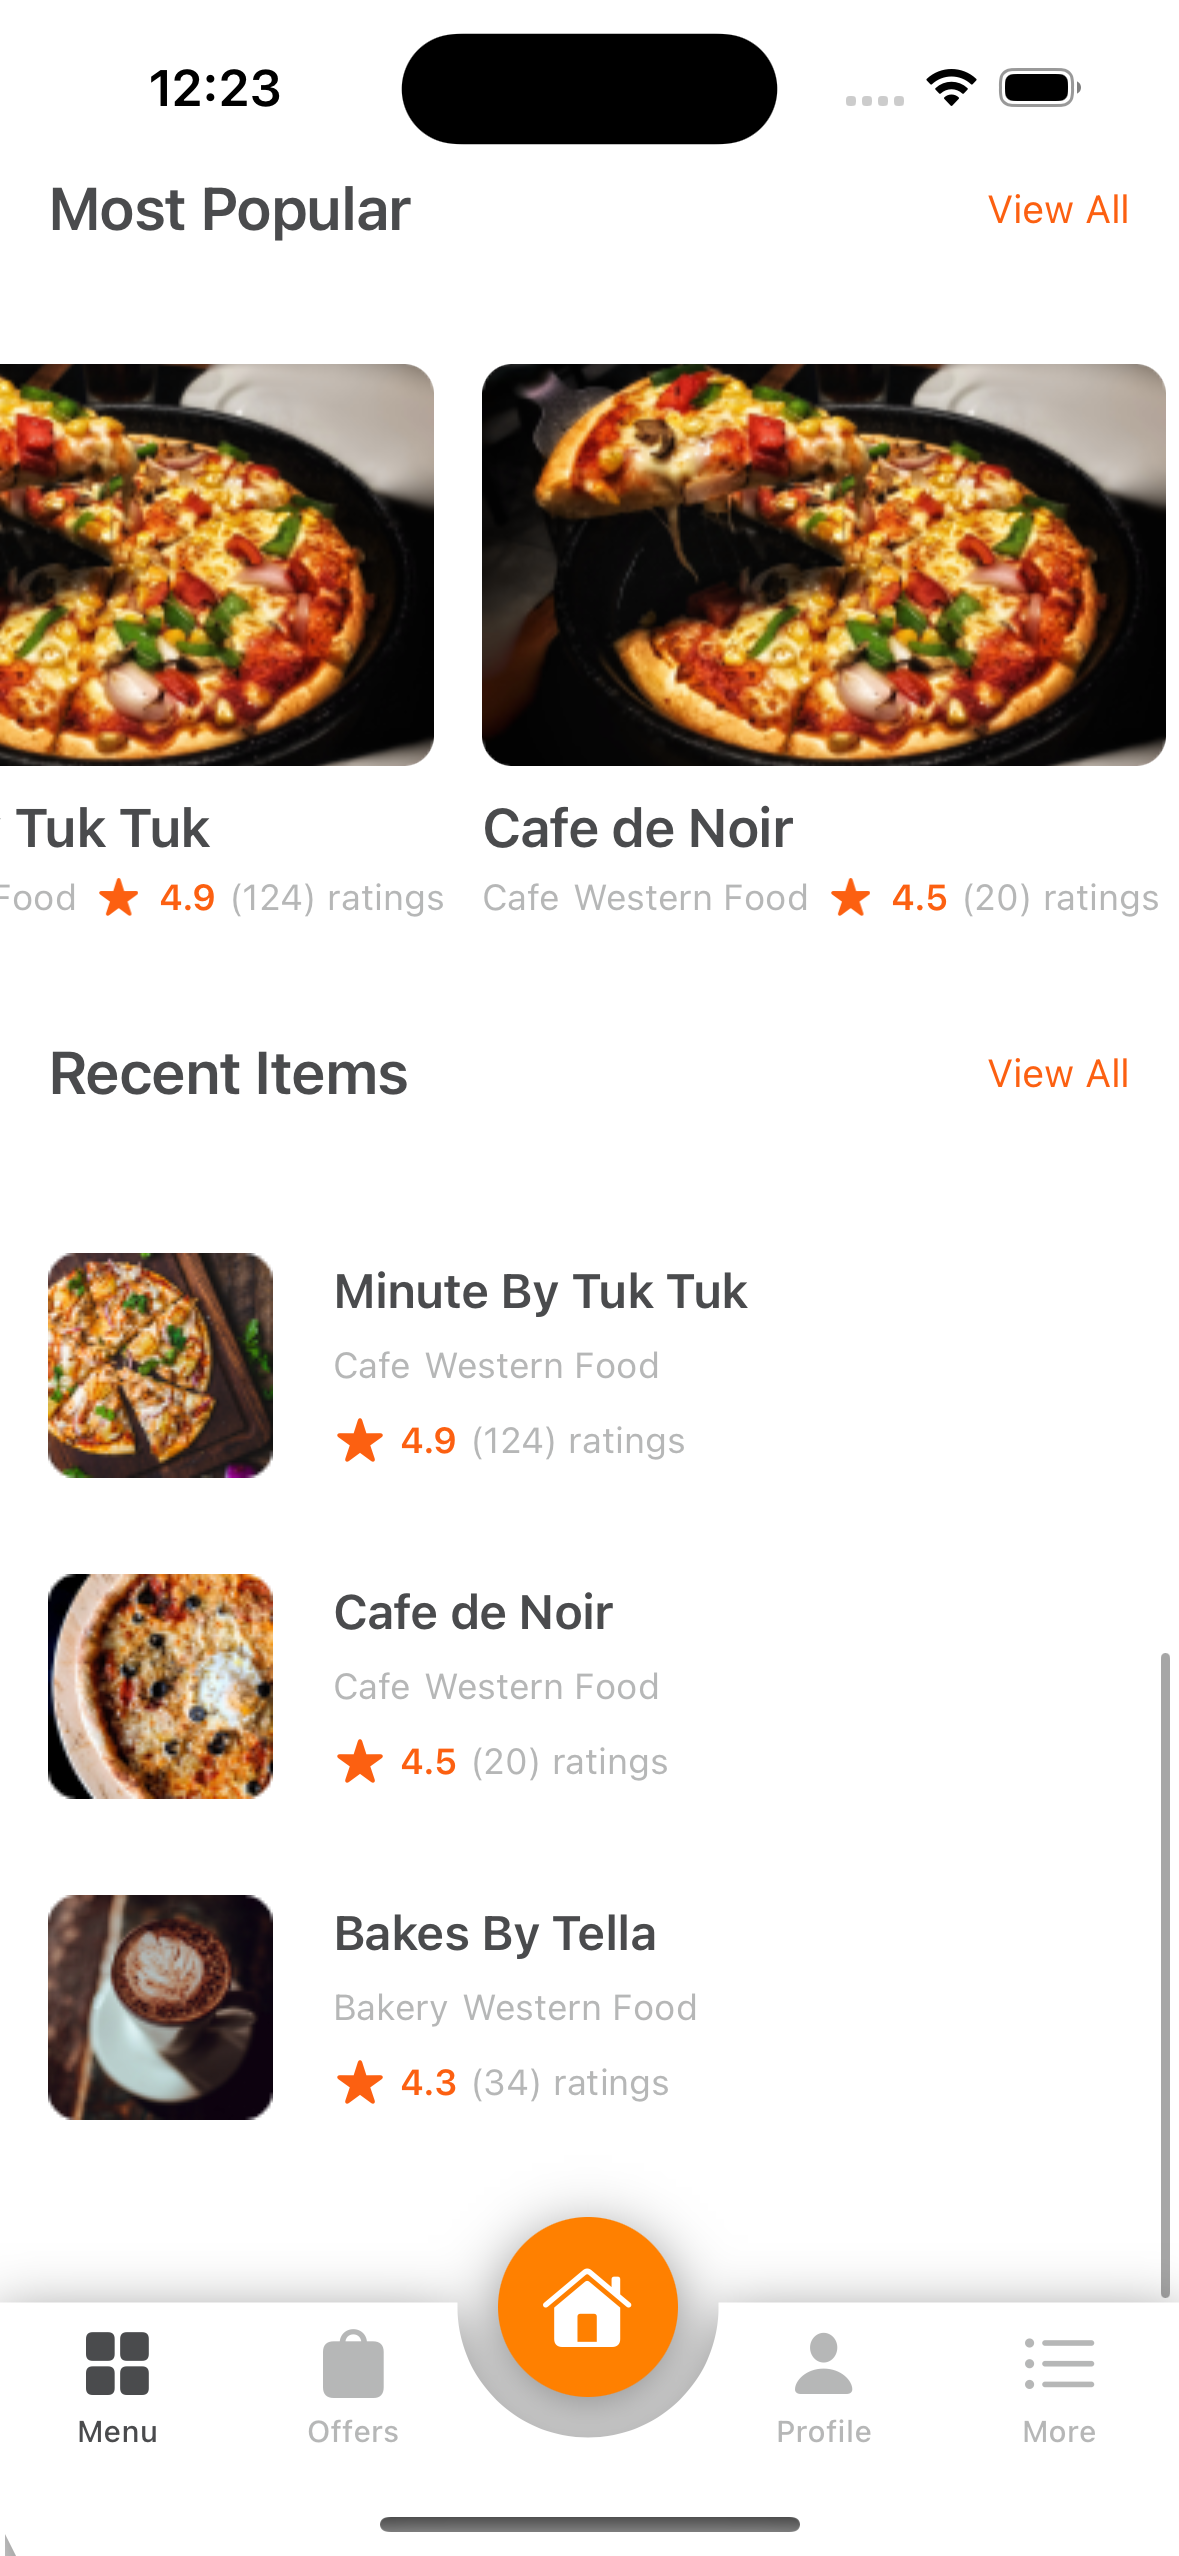 12:23
Most Popular View All
Tuk Tuk Cafe de Noir
Food 4.9 (124) ratings Cafe Western Food 4.5 (20) ratings
Recent Items View All
Minute By Tuk Tuk
Cafe Western Food
4.9 (124) ratings
Cafe de Noir
Cafe Western Food
4.5 (20) ratings
Bakes By Tella
Bakery Western Food
4.3 (34) ratings
Menu Offers Profile More